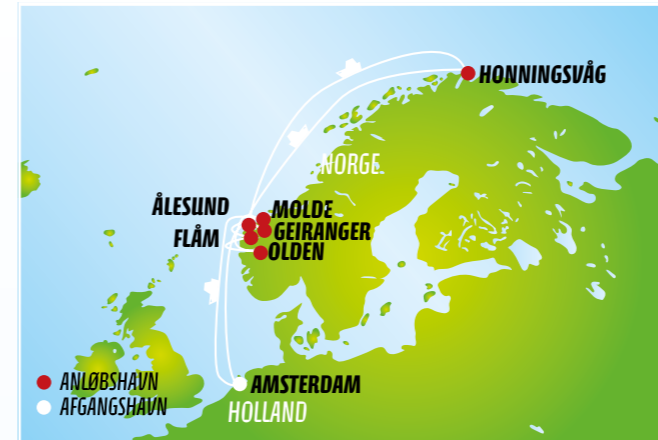 HONNINGSVÅG
NORGE
ÅLESUND
MOLDE
GEIRANGER
FLÅM
OLDEN
AMSTERDAM
HOLLAND
ANLØBSHAVN
AFGANGSHAVN